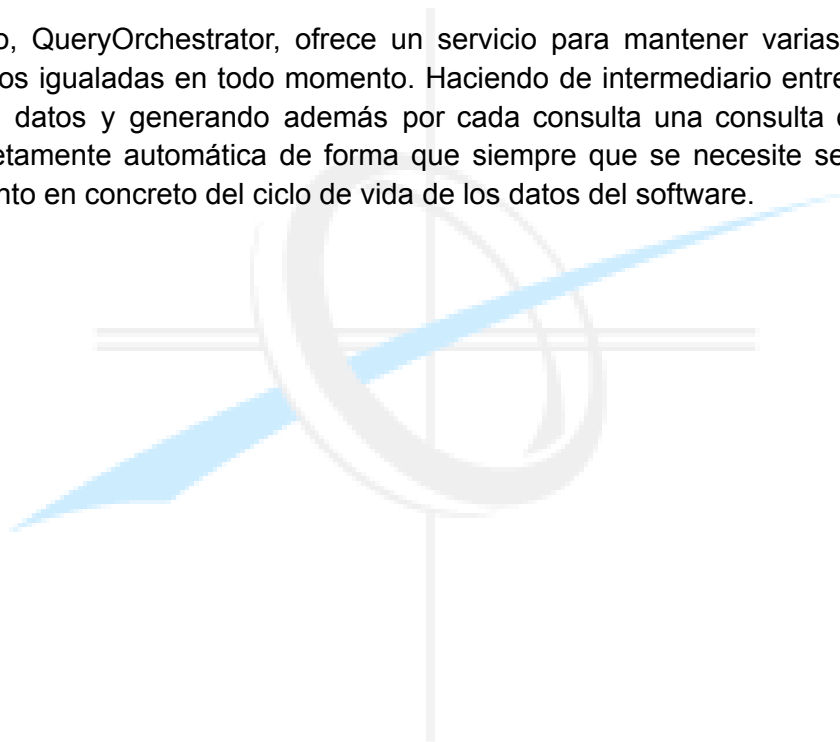 o, QueryOrchestrator, ofrece un servicio para mantener varias
os igualadas en todo momento. Haciendo de intermediario entre
datos y generando además por cada consulta una consulta
etamente automática de forma que siempre que se necesite se
nto en concreto del ciclo de vida de los datos del software.